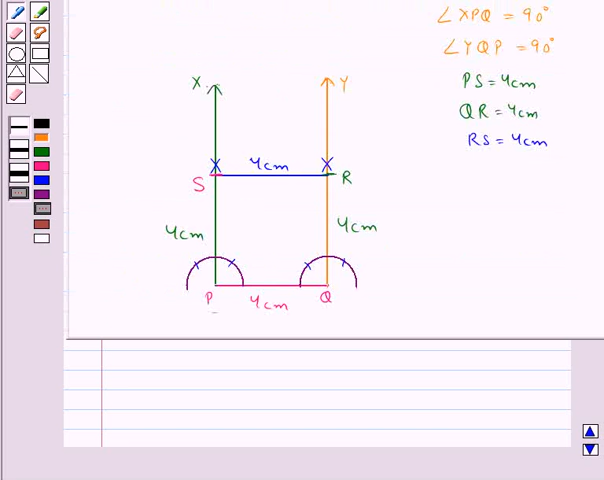 ∠XPQ = 90°
∠YQP = 90°
PS = 4cm
QR = 4cm
RS = 4cm
X
Y
4cm
S
R
4cm
4cm
P
Q
4cm